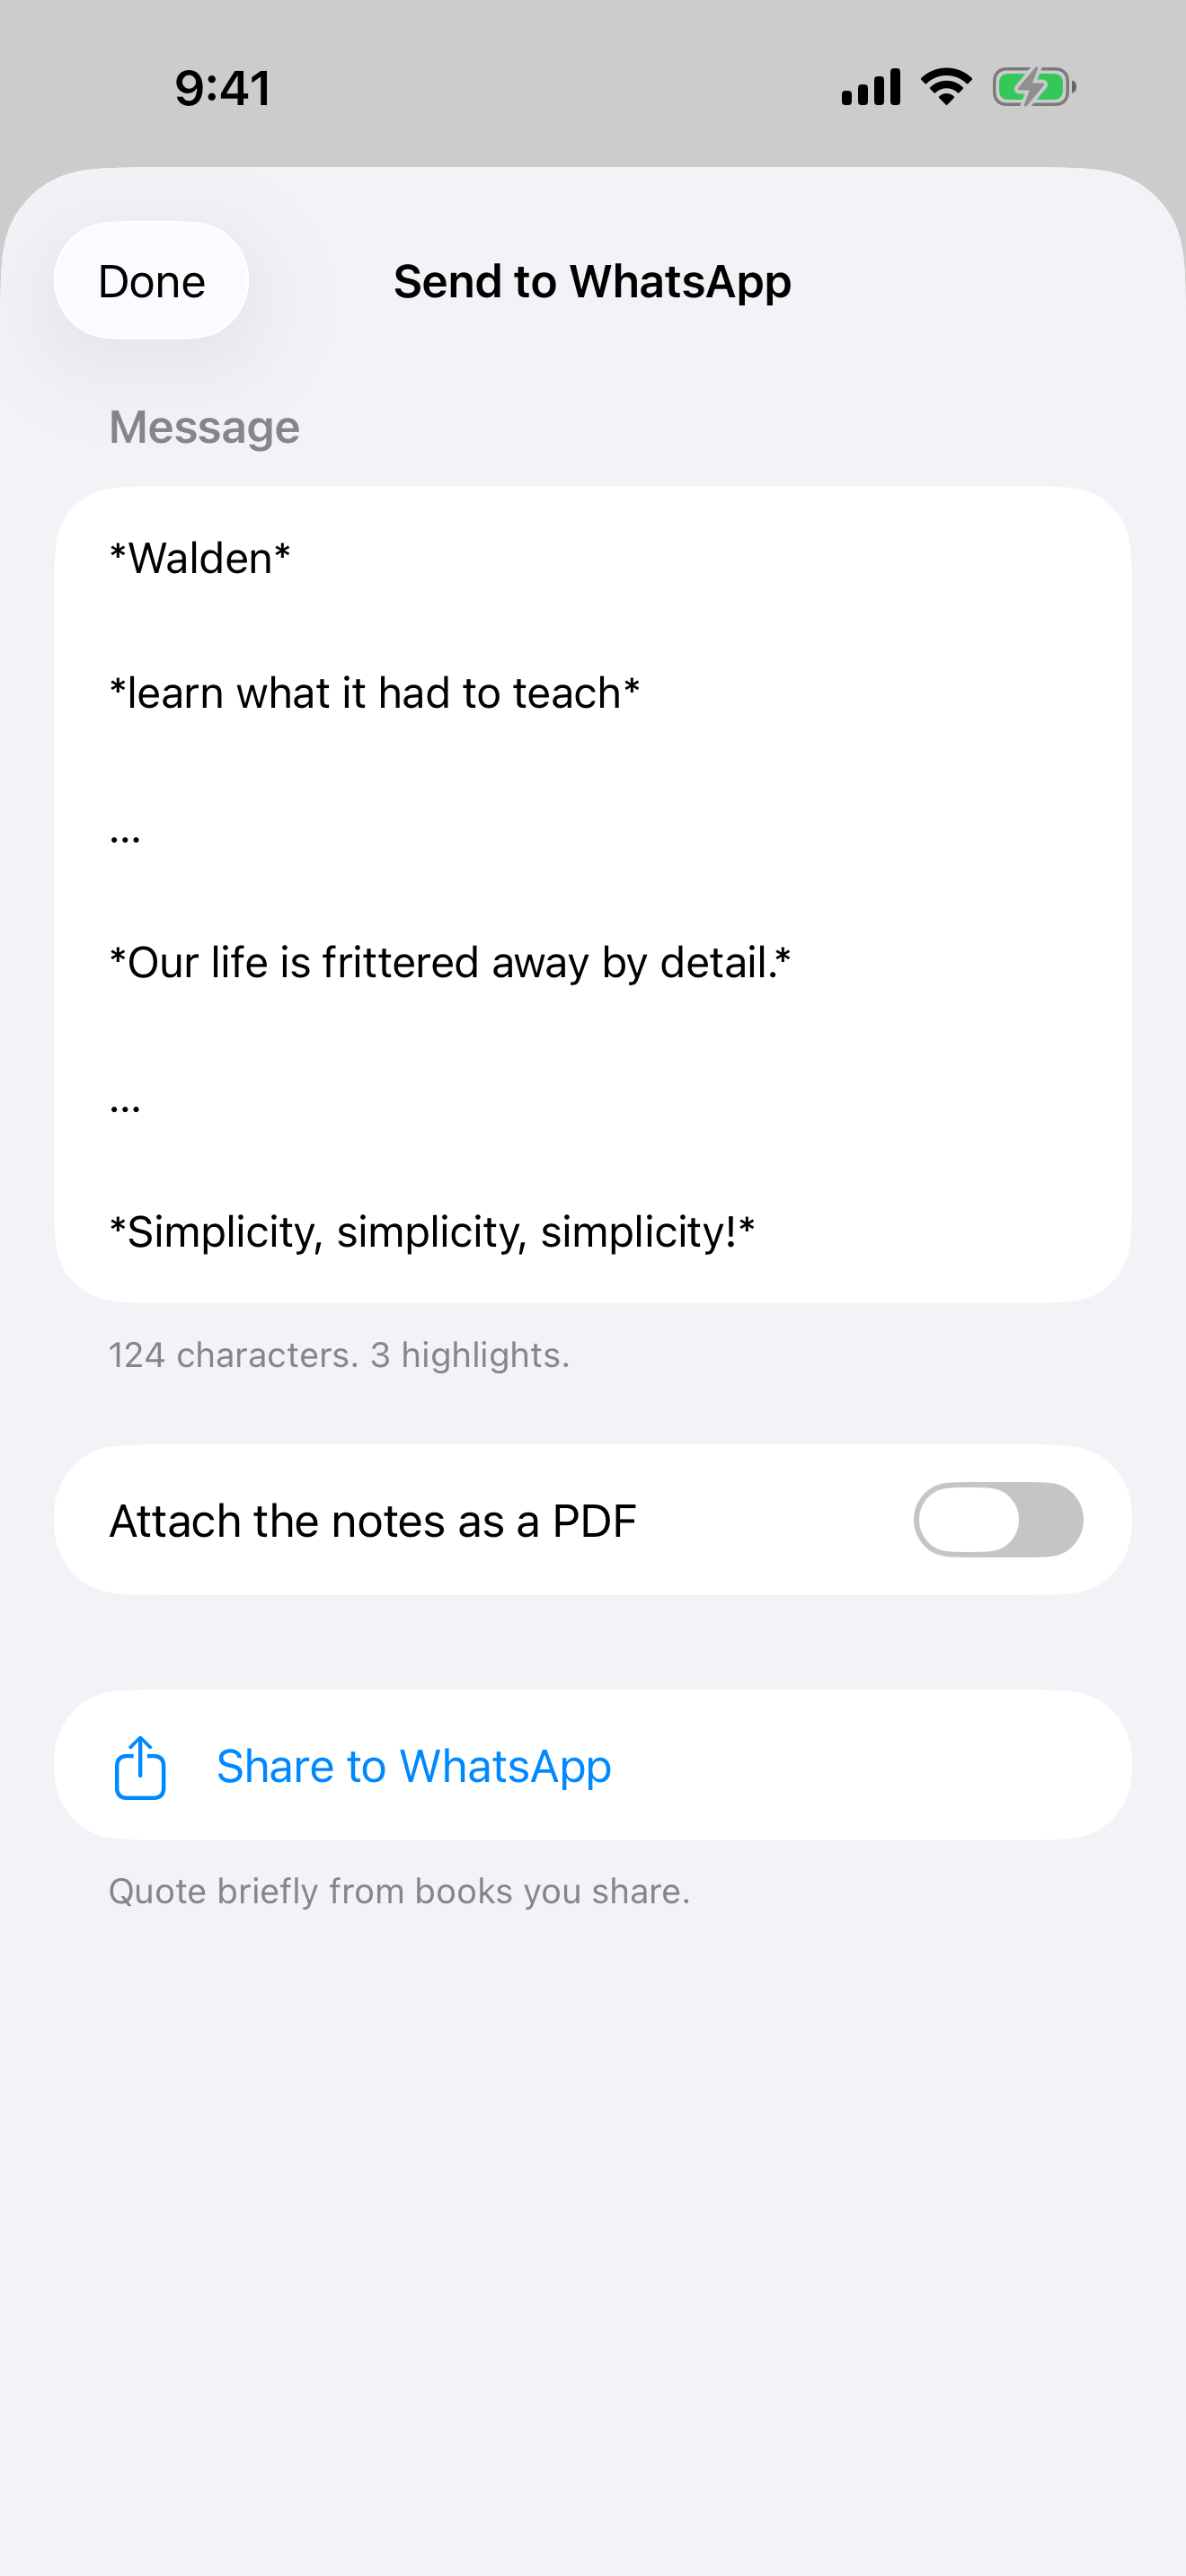 9:41
Done
Send to WhatsApp
Message
*Walden*
*learn what it had to teach*
...
*Our life is frittered away by detail.*
...
*Simplicity, simplicity, simplicity!*
124 characters. 3 highlights.
Attach the notes as a PDF
Share to WhatsApp
Quote briefly from books you share.